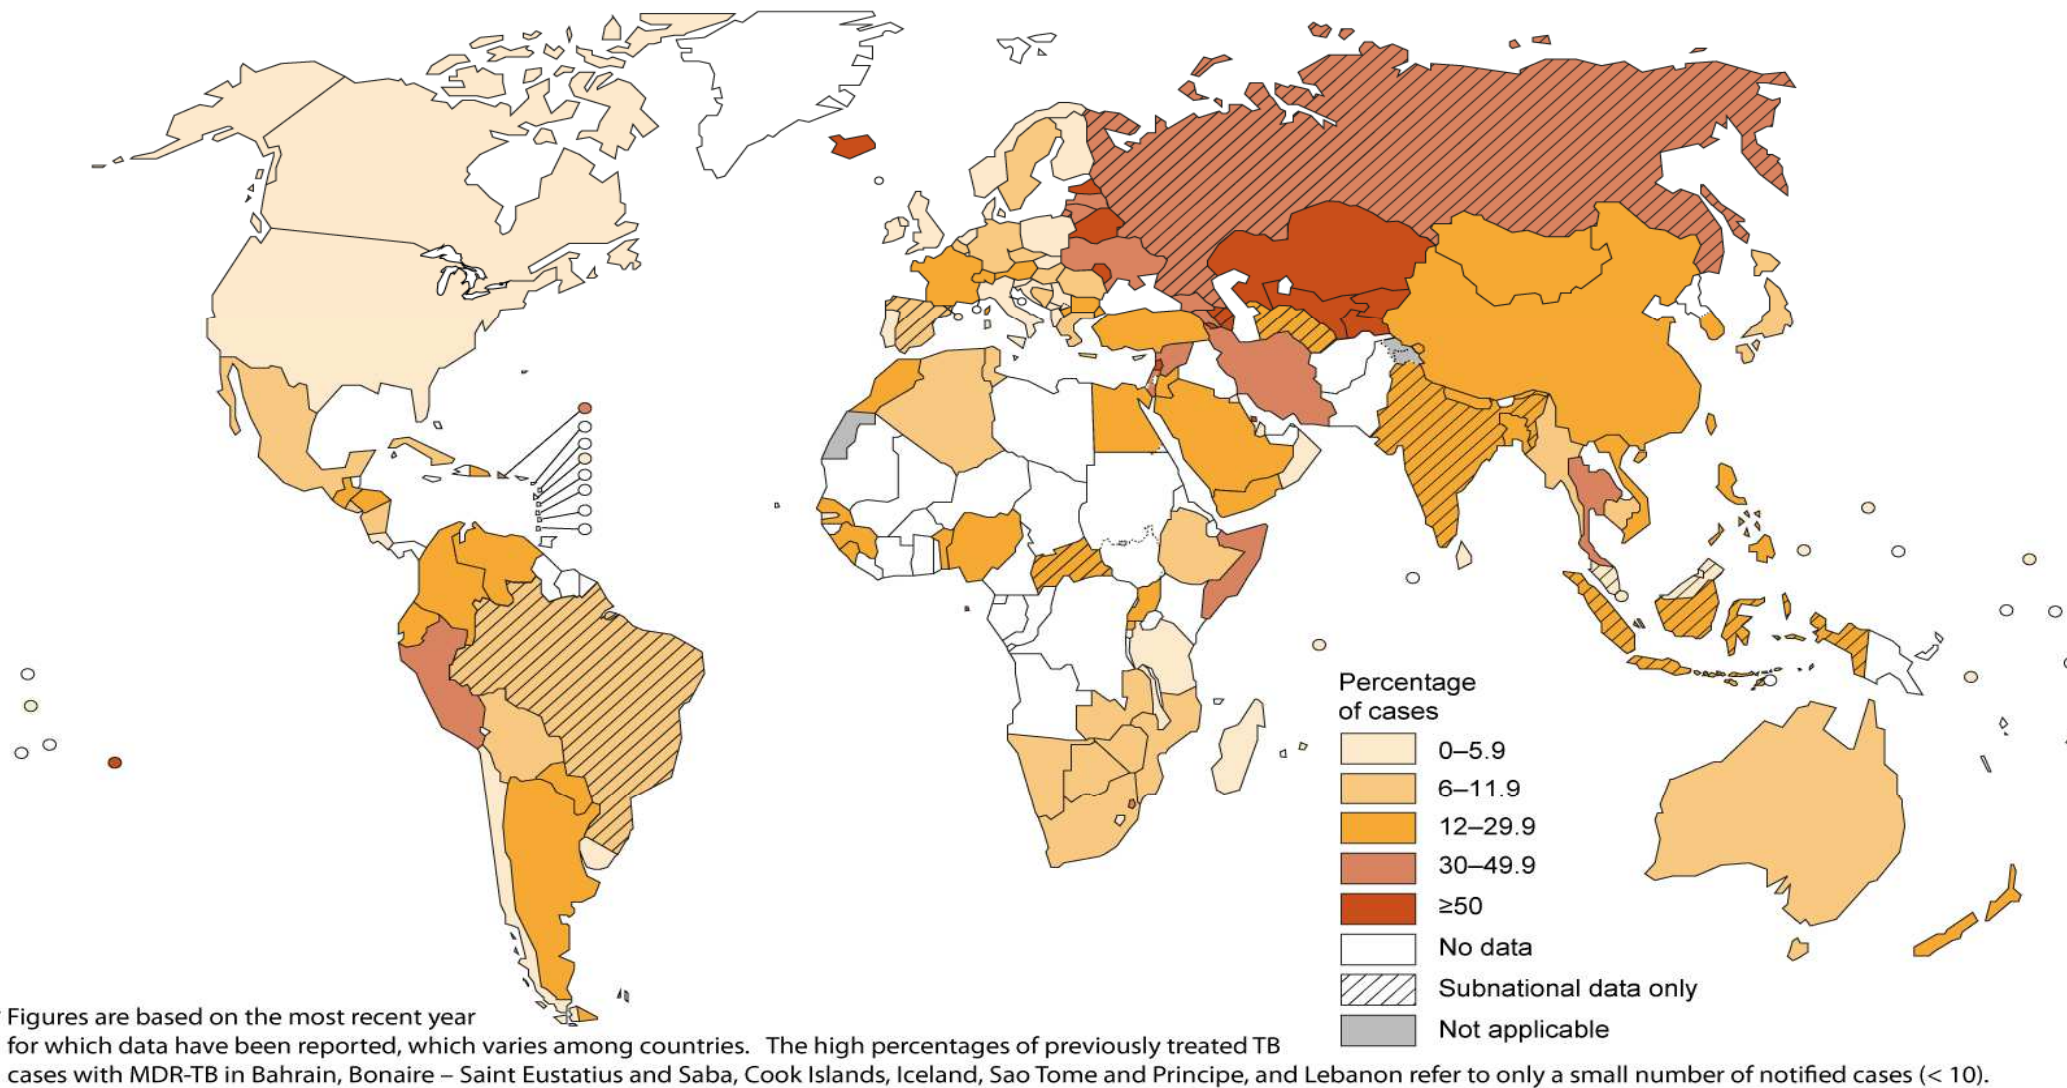 Percentage
of cases
0–5.9
6–11.9
12–29.9
30–49.9
≥50
No data
Subnational data only
Not applicable
Figures are based on the most recent year
for which data have been reported, which varies among countries. The high percentages of previously treated TB
cases with MDR-TB in Bahrain, Bonaire – Saint Eustatius and Saba, Cook Islands, Iceland, Sao Tome and Principe, and Lebanon refer to only a small number of notified cases (< 10).